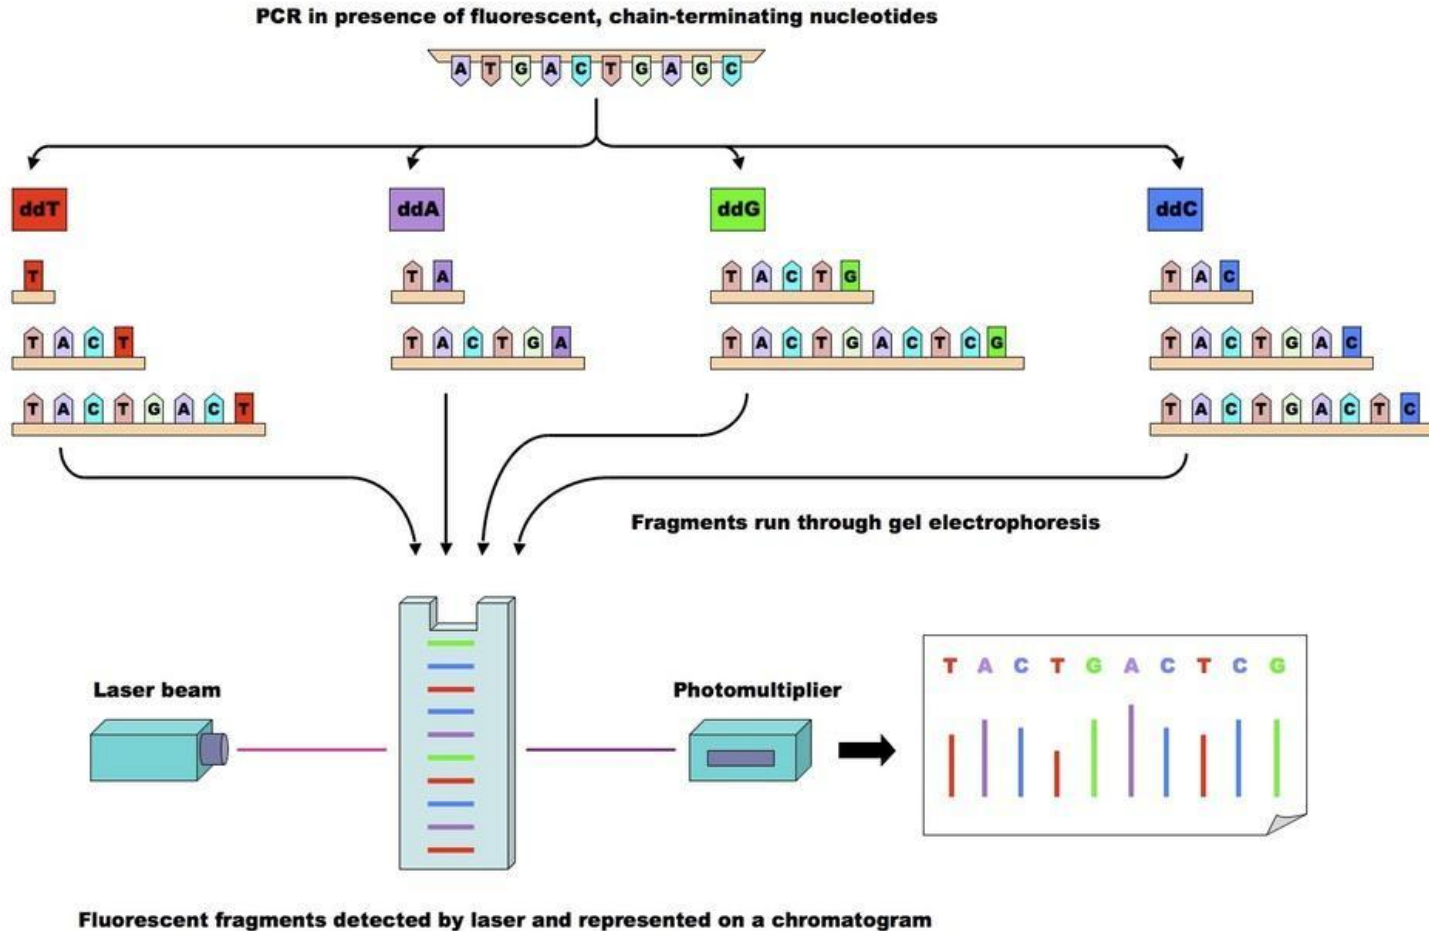 PCR in presence of fluorescent, chain-terminating nucleotides
A T G A C T G A G C
ddT
ddA
ddG
ddC
T
T A
T A C T G
T A C
T A C T
T A C T G A
T A C T G A C T C G
T A C T G A C
T A C T G A C T
T A C T G A C T C
Fragments run through gel electrophoresis
Laser beam
Photomultiplier
T A C T G A C T C G
Fluorescent fragments detected by laser and represented on a chromatogram